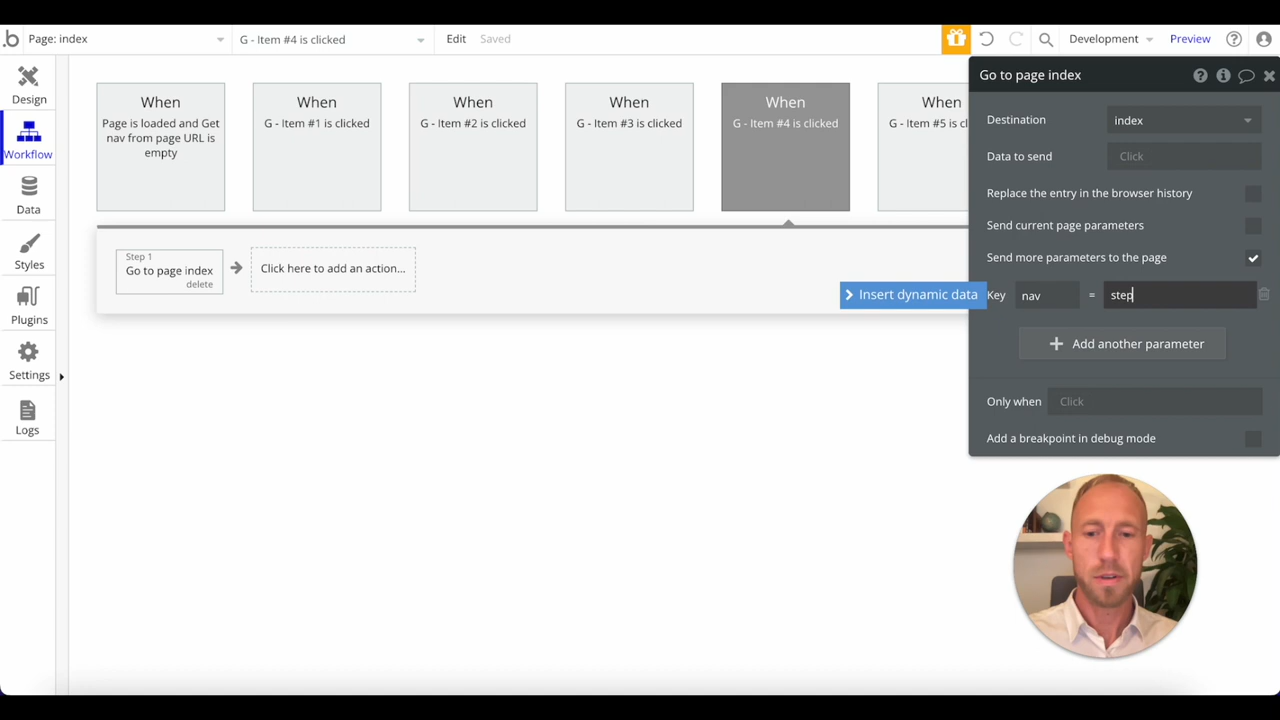 Page: index
G - Item #4 is clicked
Edit
Saved
Development
Preview
Design
Workflow
Data
Styles
Plugins
Settings
Logs
When
Page is loaded and Get
nav from page URL is
empty
When
G - Item #1 is clicked
When
G - Item #2 is clicked
When
G - Item #3 is clicked
When
G - Item #4 is clicked
When
G - Item #5 is cl
Step 1
Go to page index
delete
Click here to add an action...
Insert dynamic data
Go to page index
Destination
index
Data to send
Click
Replace the entry in the browser history
Send current page parameters
Send more parameters to the page
Key
nav
=
step
Add another parameter
Only when
Click
Add a breakpoint in debug mode